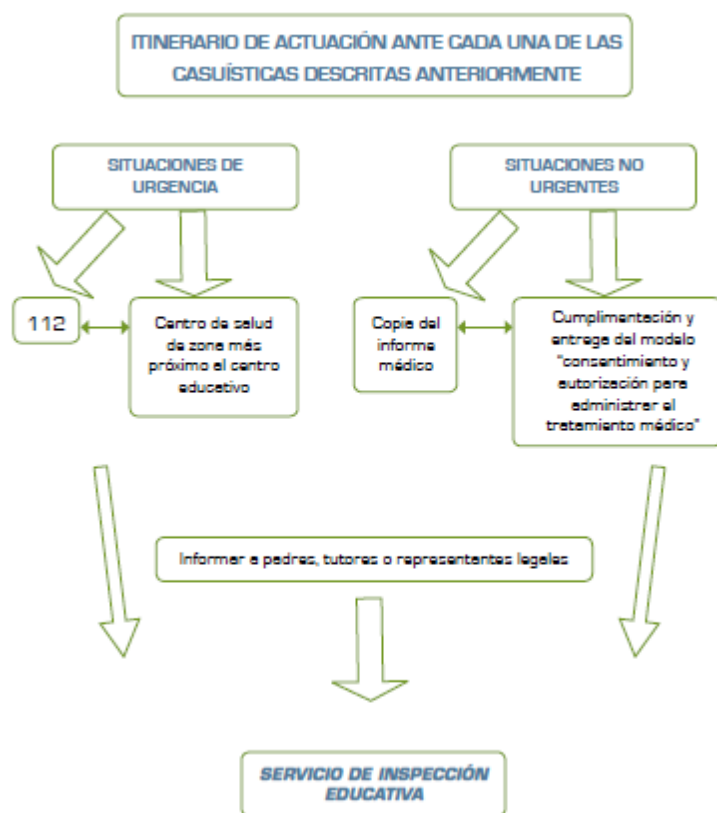 ITINERARIO DE ACTUACIÓN ANTE CADA UNA DE LAS
CASUÍSTICAS DESCRITAS ANTERIORMENTE
SITUACIONES DE
URGENCIA
SITUACIONES NO
URGENTES
112
Centro de salud
de zona más
próximo al centro
educativo
Copia del
informe
médico
Cumplimentación y
entrega del modelo
"consentimiento y
autorización para
administrar el
tratamiento médico"
Informar a padres, tutores o representantes legales
SERVICIO DE INSPECCIÓN
EDUCATIVA